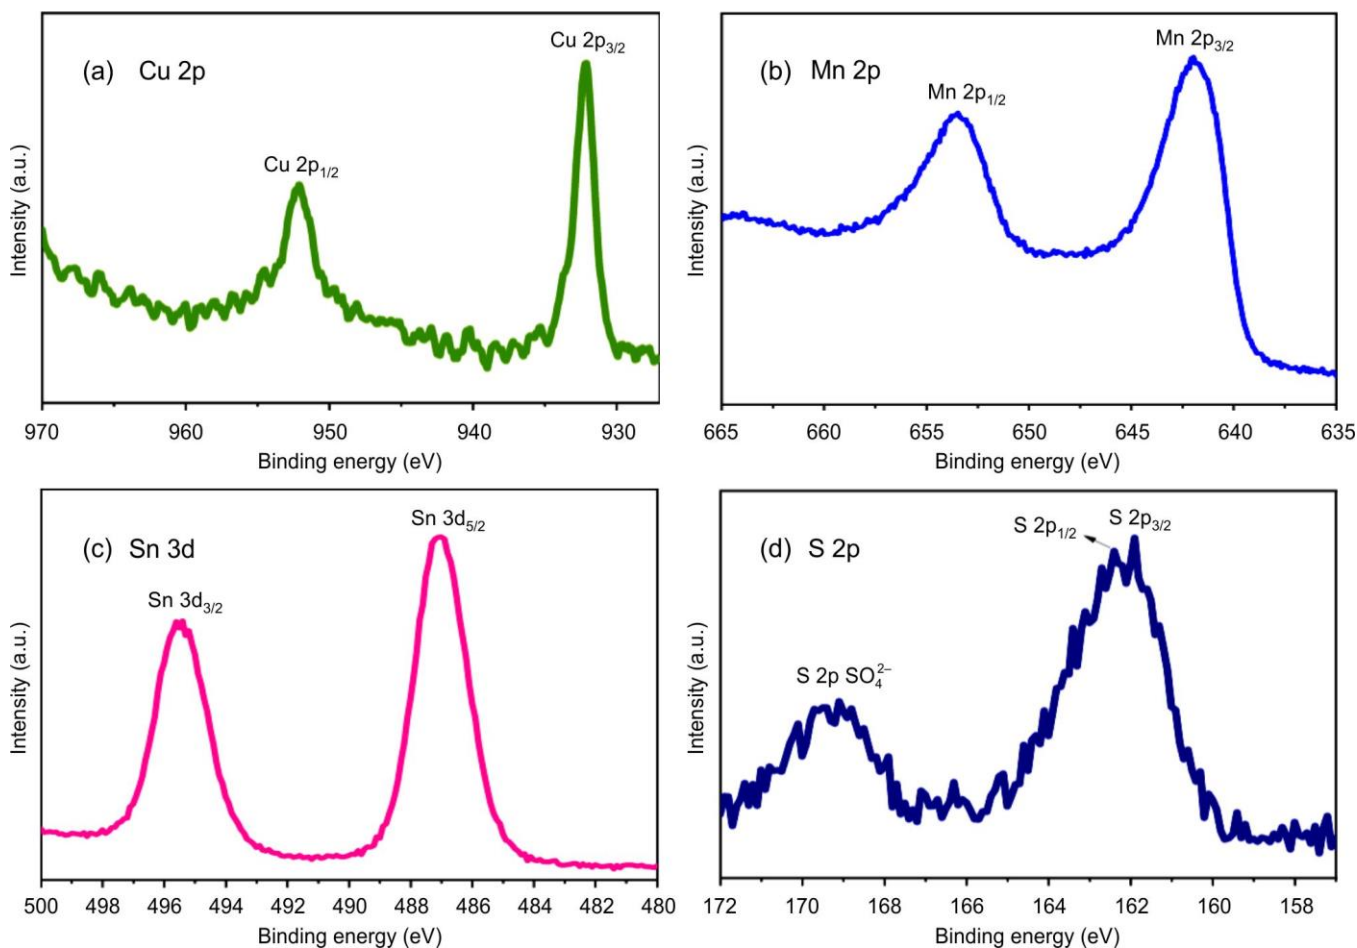 (a) Cu 2p
Cu 2p3/2
Cu 2p1/2
Intensity (a.u.)
970 960 950 940 930
Binding energy (eV)
(b) Mn 2p
Mn 2p3/2
Mn 2p1/2
Intensity (a.u.)
665 660 655 650 645 640 635
Binding energy (eV)
(c) Sn 3d
Sn 3d5/2
Sn 3d3/2
Intensity (a.u.)
500 498 496 494 492 490 488 486 484 482 480
Binding energy (eV)
(d) S 2p
S 2p3/2
S 2p1/2
S 2p SO4^2–
Intensity (a.u.)
172 170 168 166 164 162 160 158
Binding energy (eV)